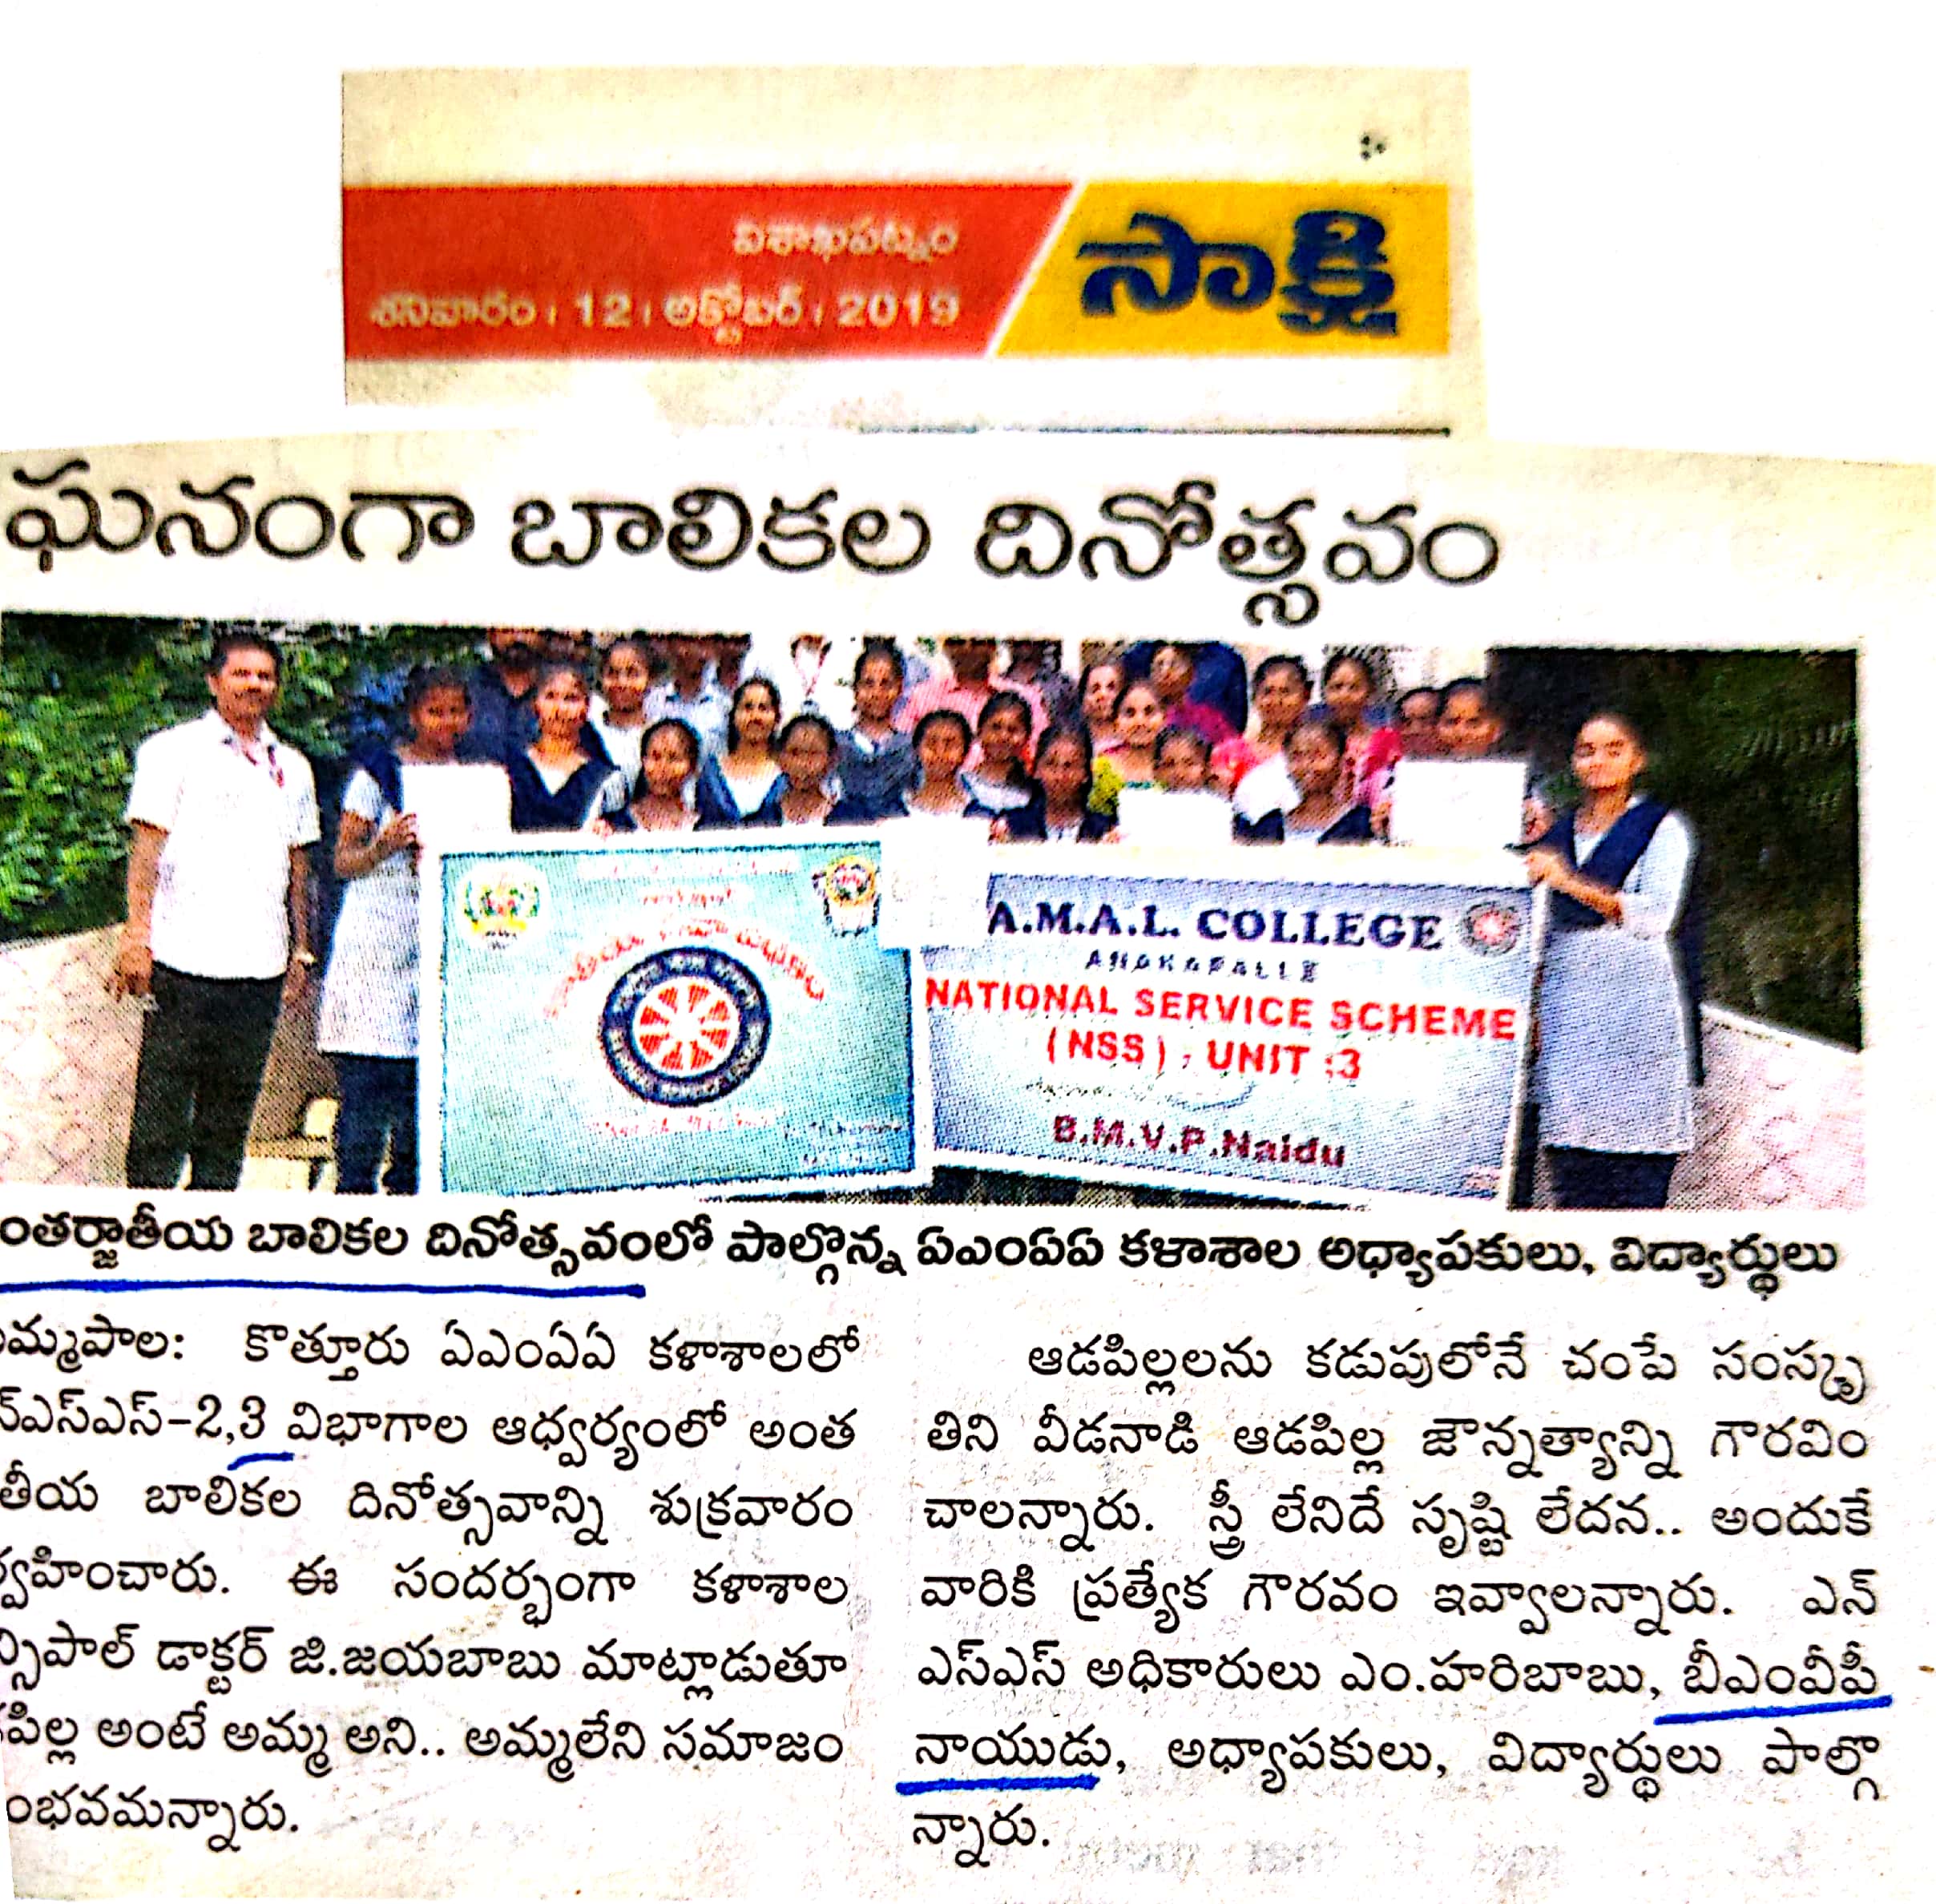 విశాఖపట్నం
శనివారం । 12 । అక్టోబర్ । 2019
సాక్షి
ఘనంగా బాలికల దినోత్సవం
A.M.A.L. COLLEGE
ANAKAPALLE
NATIONAL SERVICE SCHEME
(NSS), UNIT :3
B.M.V.P.Naidu
ంతర్జాతీయ బాలికల దినోత్సవంలో పాల్గొన్న ఏఎంఏఏ కళాశాల అధ్యాపకులు, విద్యార్థులు
మ్మపాల: కొత్తూరు ఏఎంఏఏ కళాశాలలో
న్ఎస్ఎస్–2,3 విభాగాల ఆధ్వర్యంలో అంత
తీయ బాలికల దినోత్సవాన్ని శుక్రవారం
ర్వహించారు. ఈ సందర్భంగా కళాశాల
న్సిపాల్ డాక్టర్ జి.జయబాబు మాట్లాడుతూ
పిల్ల అంటే అమ్మ అని.. అమ్మలేని సమాజం
ంభవమన్నారు.
ఆడపిల్లలను కడుపులోనే చంపే సంస్కృ
తిని వీడనాడి ఆడపిల్ల జౌన్నత్యాన్ని గౌరవిం
చాలన్నారు. స్త్రీ లేనిదే సృష్టి లేదన.. అందుకే
వారికి ప్రత్యేక గౌరవం ఇవ్వాలన్నారు. ఎన్
ఎస్ఎస్ అధికారులు ఎం.హరిబాబు, బీఎంవీపీ
నాయుడు, అధ్యాపకులు, విద్యార్థులు పాల్గొ
న్నారు.